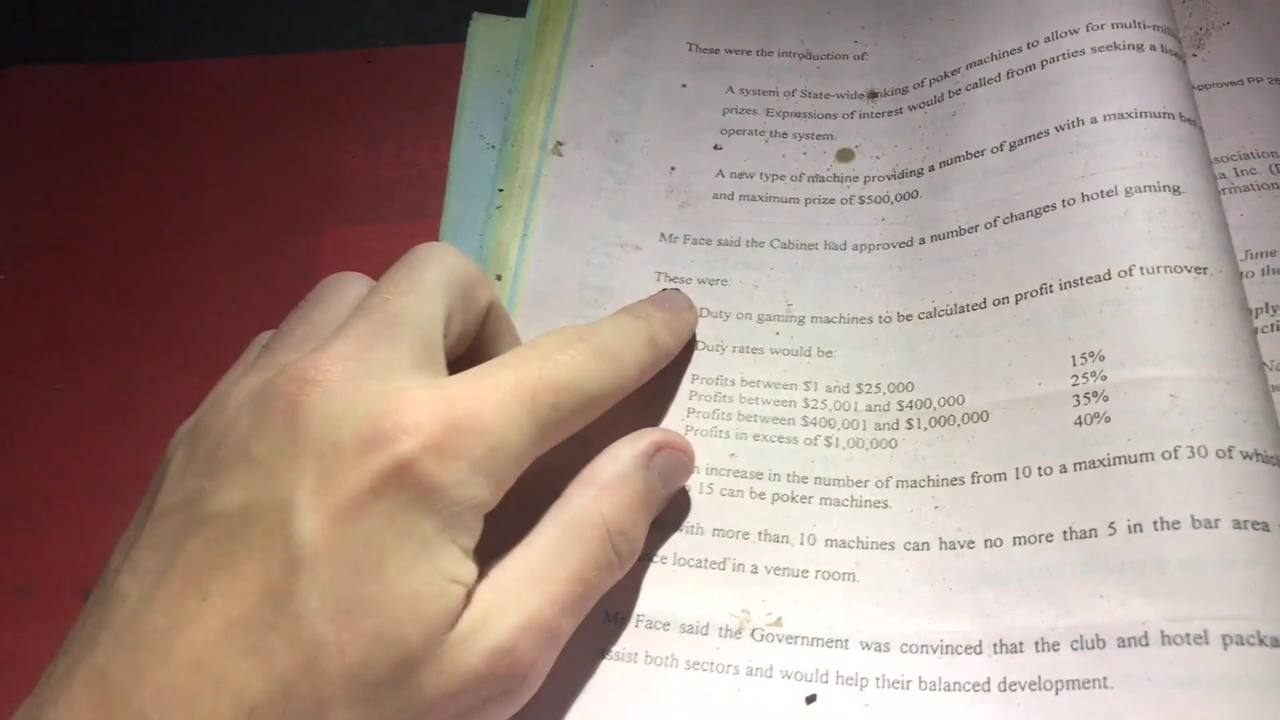 These were the introduction of:
A system of State-wide of poker machines to allow for
prizes. Expressions of interest would be called from parties seeking a
operate the system.
A new type of machine providing a number of games with a maximum
and maximum prize of $500,000.
Mr Face said the Cabinet had approved a number of changes to hotel gaming.
These were:
Duty on gaming machines to be calculated on profit instead of turnover.
Duty rates would be:
Profits between $1 and $25,000 15%
Profits between $25,001 and $400,000 25%
Profits between $400,001 and $1,000,000 35%
Profits in excess of $1,00,000 40%
increase in the number of machines from 10 to a maximum of 30 of
15 can be poker machines.
with more than 10 machines can have no more than 5 in the bar area
located in a venue room.
Mr Face said the Government was convinced that the club and hotel
assist both sectors and would help their balanced development.
Approved PP
Inc.
June